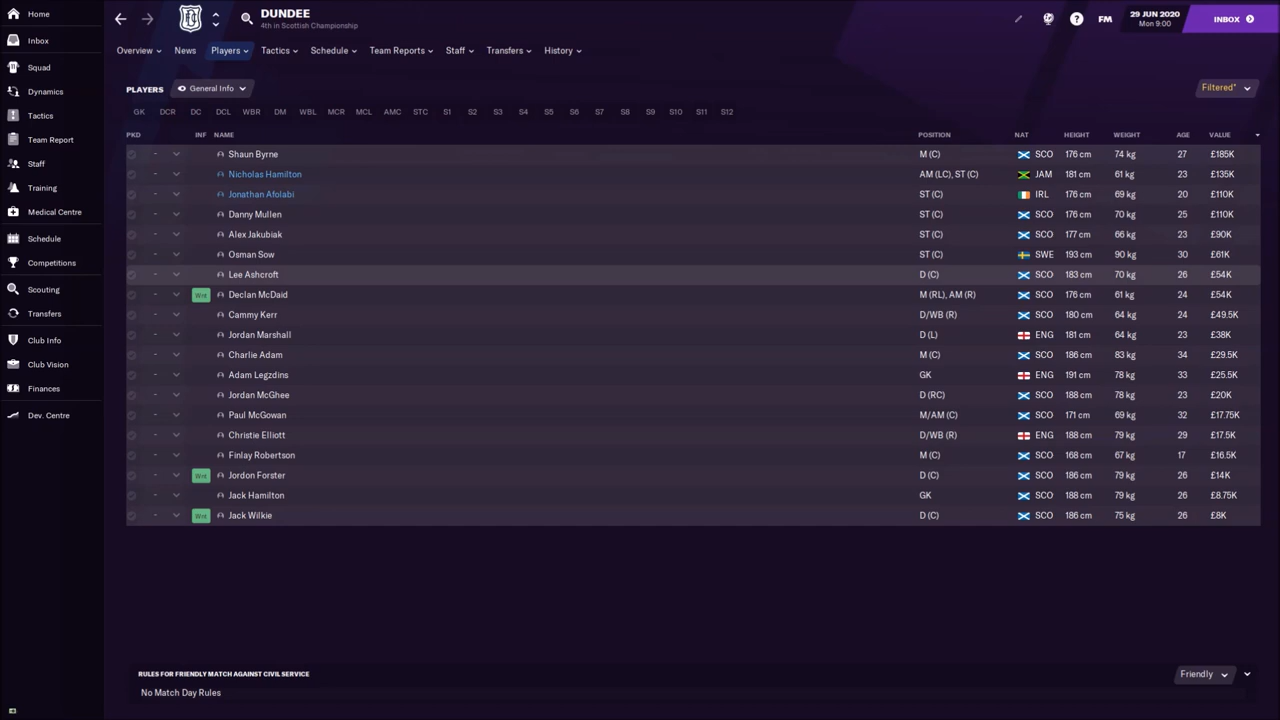 Home
DUNDEE
4th in Scottish Championship
FM
29 JUN 2020
Mon 9:00
INBOX
Inbox
Overview News Players Tactics Schedule Team Reports Staff Transfers History
Squad
Dynamics
Tactics
Team Report
Staff
Training
Medical Centre
Schedule
Competitions
Scouting
Transfers
Club Info
Club Vision
Finances
Dev. Centre
PLAYERS General Info Filtered*
GK DCR DC DCL WBR DM WBL MCR MCL AMC STC S1 S2 S3 S4 S5 S6 S7 S8 S9 S10 S11 S12
PKD INF NAME POSITION NAT HEIGHT WEIGHT AGE VALUE
- Shaun Byrne M (C) SCO 176 cm 74 kg 27 £185K
- Nicholas Hamilton AM (LC), ST (C) JAM 181 cm 61 kg 23 £135K
- Jonathan Afolabi ST (C) IRL 176 cm 69 kg 20 £110K
- Danny Mullen ST (C) SCO 176 cm 70 kg 25 £110K
- Alex Jakubiak ST (C) SCO 177 cm 66 kg 23 £90K
- Osman Sow ST (C) SWE 193 cm 90 kg 30 £61K
- Lee Ashcroft D (C) SCO 183 cm 70 kg 26 £54K
- Wnt Declan McDaid M (RL), AM (R) SCO 176 cm 61 kg 24 £54K
- Cammy Kerr D/WB (R) SCO 180 cm 64 kg 24 £49.5K
- Jordan Marshall D (L) ENG 181 cm 64 kg 23 £38K
- Charlie Adam M (C) SCO 186 cm 83 kg 34 £29.5K
- Adam Legzdins GK ENG 191 cm 78 kg 33 £25.5K
- Jordan McGhee D (RC) SCO 188 cm 78 kg 23 £20K
- Paul McGowan M/AM (C) SCO 171 cm 69 kg 32 £17.75K
- Christie Elliott D/WB (R) ENG 188 cm 79 kg 29 £17.5K
- Finlay Robertson M (C) SCO 168 cm 67 kg 17 £16.5K
- Wnt Jordon Forster D (C) SCO 186 cm 79 kg 26 £14K
- Jack Hamilton GK SCO 188 cm 79 kg 26 £8.75K
- Wnt Jack Wilkie D (C) SCO 186 cm 75 kg 26 £8K
RULES FOR FRIENDLY MATCH AGAINST CIVIL SERVICE Friendly
No Match Day Rules